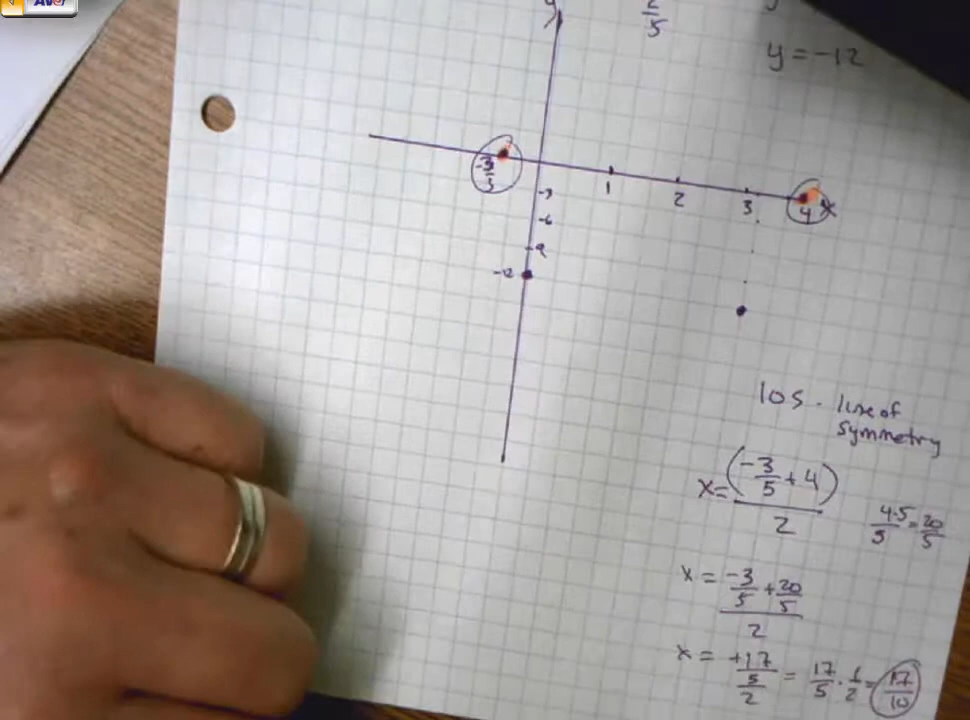 AVer
y
2/5
y = -12
-3/5
1
2
3
4
x
-3
-6
-9
-12
los. line of
symmetry
x = (-3/5 + 4)/2
4·5/5 = 20/5
x = (-3/5 + 20/5)/2
x = (+17/5)/2 = 17/5 · 1/2 = 17/10